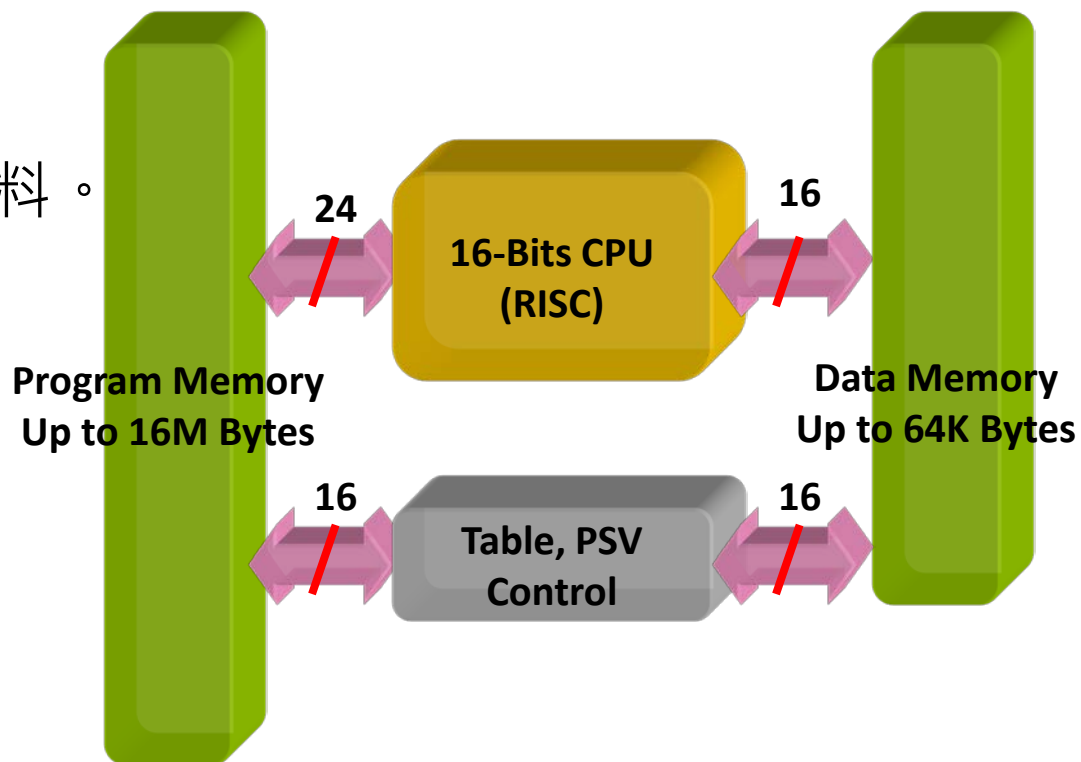 料。
24
16
16-Bits CPU
(RISC)
Program Memory
Up to 16M Bytes
Data Memory
Up to 64K Bytes
16
16
Table, PSV
Control